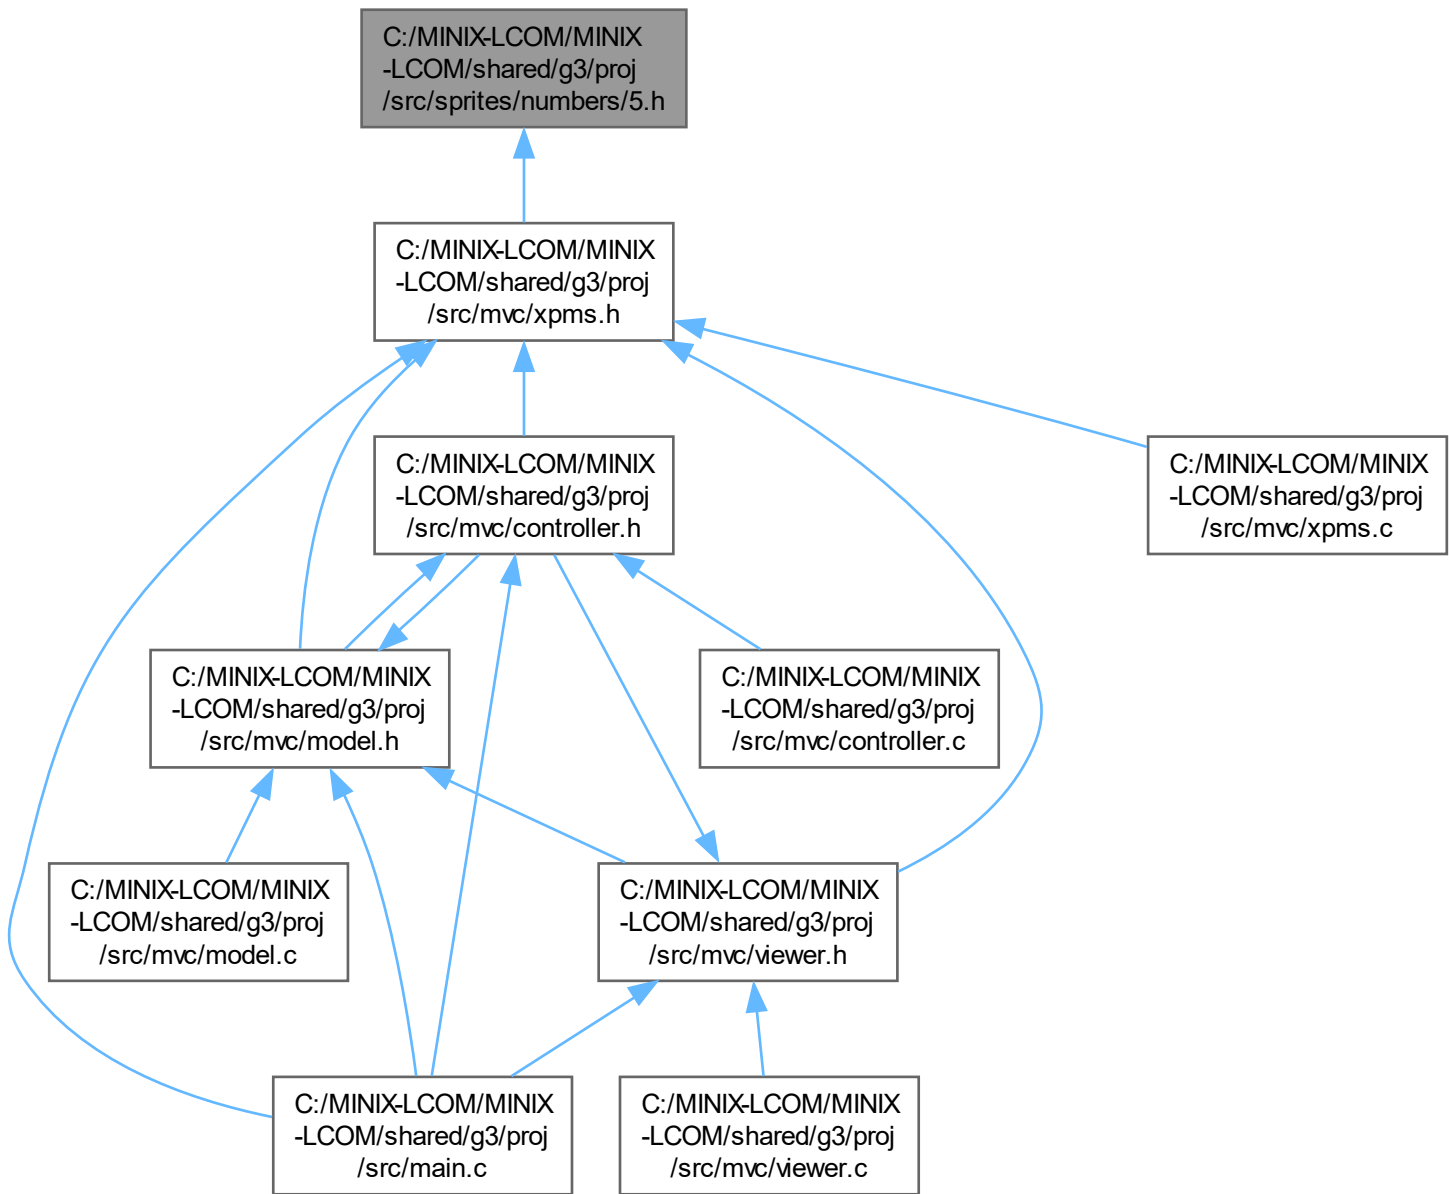 C:/MINIX-LCOM/MINIX
-LCOM/shared/g3/proj
/src/sprites/numbers/5.h
C:/MINIX-LCOM/MINIX
-LCOM/shared/g3/proj
/src/mvc/xpms.h
C:/MINIX-LCOM/MINIX
-LCOM/shared/g3/proj
/src/mvc/controller.h
C:/MINIX-LCOM/MINIX
-LCOM/shared/g3/proj
/src/mvc/xpms.c
C:/MINIX-LCOM/MINIX
-LCOM/shared/g3/proj
/src/mvc/model.h
C:/MINIX-LCOM/MINIX
-LCOM/shared/g3/proj
/src/mvc/controller.c
C:/MINIX-LCOM/MINIX
-LCOM/shared/g3/proj
/src/mvc/model.c
C:/MINIX-LCOM/MINIX
-LCOM/shared/g3/proj
/src/mvc/viewer.h
C:/MINIX-LCOM/MINIX
-LCOM/shared/g3/proj
/src/main.c
C:/MINIX-LCOM/MINIX
-LCOM/shared/g3/proj
/src/mvc/viewer.c